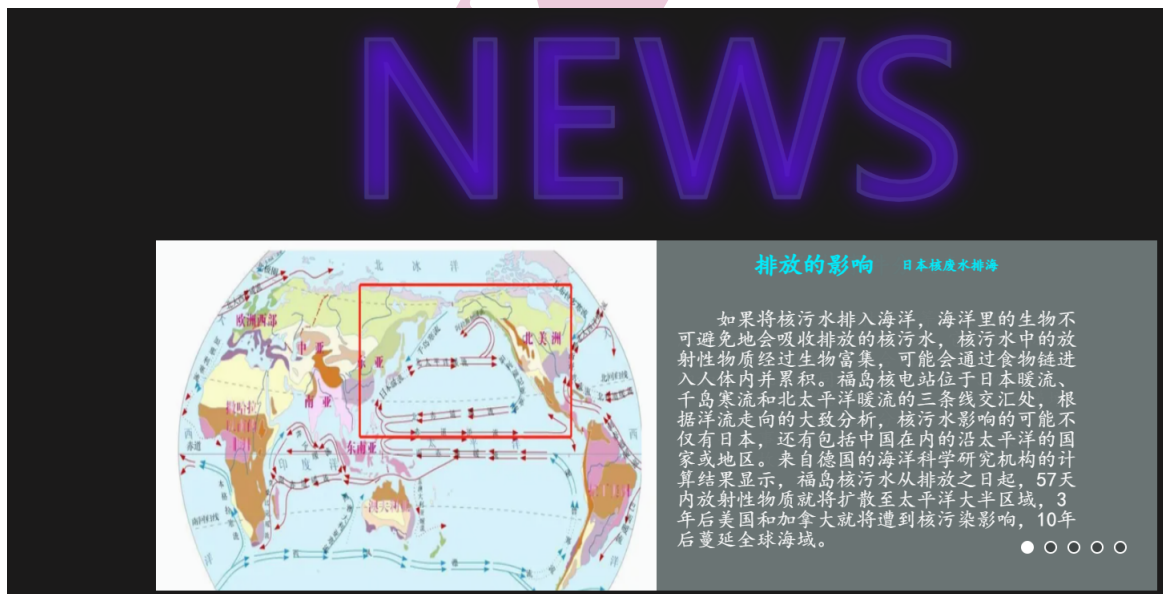 NEWS
排放的影响 日本核废水排海
如果将核污水排入海洋，海洋里的生物不
可避免地会吸收排放的核污水，核污水中的放
射性物质经过生物富集，可能会通过食物链进
入人体内并累积。福岛核电站位于日本暖流、
千岛寒流和北太平洋暖流的三条线交汇处，根
据洋流走向的大致分析，核污水影响的可能不
仅有日本，还有包括中国在内的沿太平洋的国
家或地区。来自德国的海洋科学研究机构的计
算结果显示，福岛核污水从排放之日起，57天
内放射性物质就将扩散至太平洋大半区域，3
年后美国和加拿大就将遭到核污染影响，10年
后蔓延全球海域。
北冰洋
欧洲西部
中亚
东亚
北美洲
南亚
东南亚
赤道
印度洋